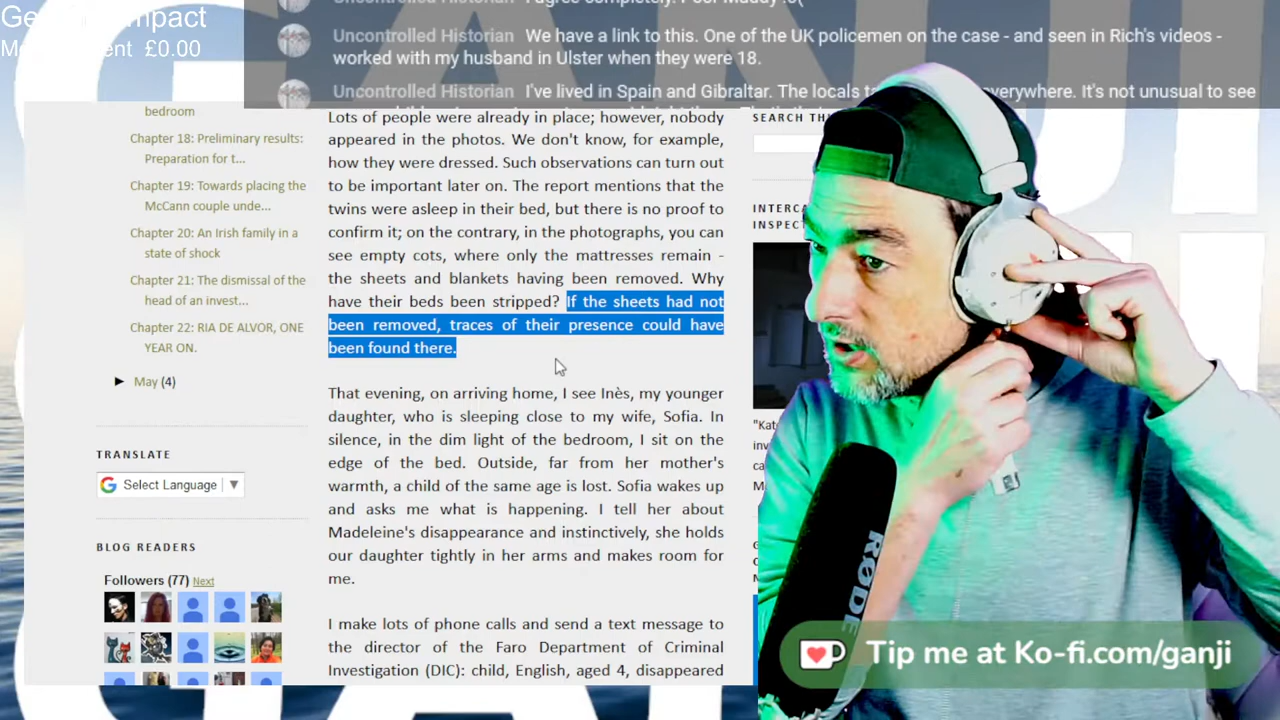 Uncontrolled Historian I agree completely. Poor Maddy :(
Uncontrolled Historian We have a link to this. One of the UK policemen on the case - and seen in Rich's videos -
worked with my husband in Ulster when they were 18.
Uncontrolled Historian I've lived in Spain and Gibraltar. The locals everywhere. It's not unusual to see
£0.00
bedroom
Chapter 18: Preliminary results:
Preparation for t...
Chapter 19: Towards placing the
McCann couple unde...
Chapter 20: An Irish family in a
state of shock
Chapter 21: The dismissal of the
head of an invest...
Chapter 22: RIA DE ALVOR, ONE
YEAR ON.
► May (4)
TRANSLATE
Select Language ▼
BLOG READERS
Followers (77) Next
Lots of people were already in place; however, nobody
appeared in the photos. We don't know, for example,
how they were dressed. Such observations can turn out
to be important later on. The report mentions that the
twins were asleep in their bed, but there is no proof to
confirm it; on the contrary, in the photographs, you can
see empty cots, where only the mattresses remain -
the sheets and blankets having been removed. Why
have their beds been stripped? If the sheets had not
been removed, traces of their presence could have
been found there.
That evening, on arriving home, I see Inès, my younger
daughter, who is sleeping close to my wife, Sofia. In
silence, in the dim light of the bedroom, I sit on the
edge of the bed. Outside, far from her mother's
warmth, a child of the same age is lost. Sofia wakes up
and asks me what is happening. I tell her about
Madeleine's disappearance and instinctively, she holds
our daughter tightly in her arms and makes room for
me.
I make lots of phone calls and send a text message to
the director of the Faro Department of Criminal
Investigation (DIC): child, English, aged 4, disappeared
SEARCH
RØDE
Tip me at Ko-fi.com/ganji